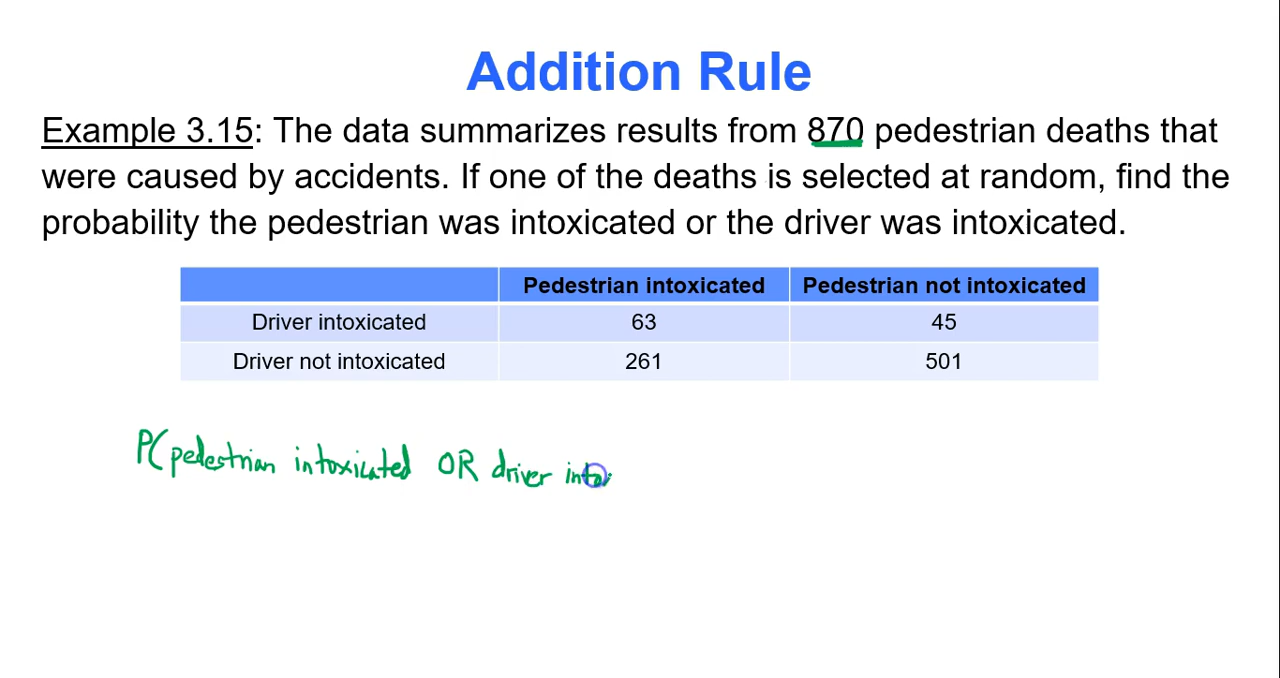 Addition Rule
Example 3.15: The data summarizes results from 870 pedestrian deaths that
were caused by accidents. If one of the deaths is selected at random, find the
probability the pedestrian was intoxicated or the driver was intoxicated.
Pedestrian intoxicated Pedestrian not intoxicated
Driver intoxicated 63 45
Driver not intoxicated 261 501
P(pedestrian intoxicated OR driver